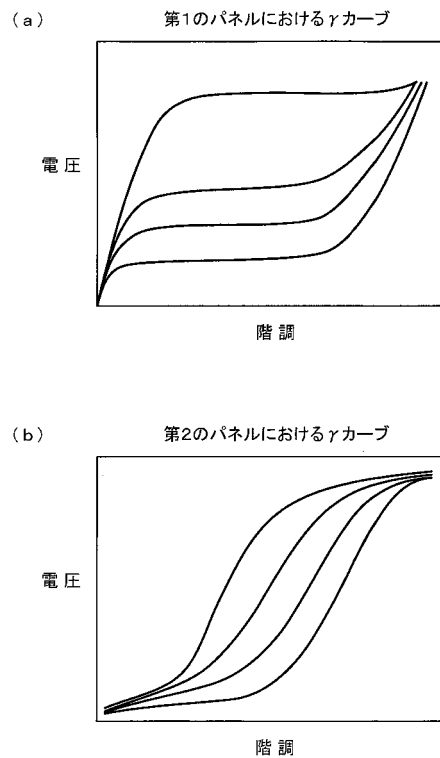 (a)
第1のパネルにおけるγカーブ
電圧
階調
(b)
第2のパネルにおけるγカーブ
電圧
階調